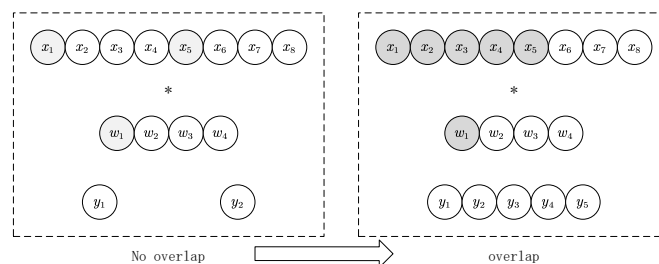 x₁ x₂ x₃ x₄ x₅ x₆ x₇ x₈
*
w₁ w₂ w₃ w₄
y₁ y₂
No overlap
x₁ x₂ x₃ x₄ x₅ x₆ x₇ x₈
*
w₁ w₂ w₃ w₄
y₁ y₂ y₃ y₄ y₅
overlap